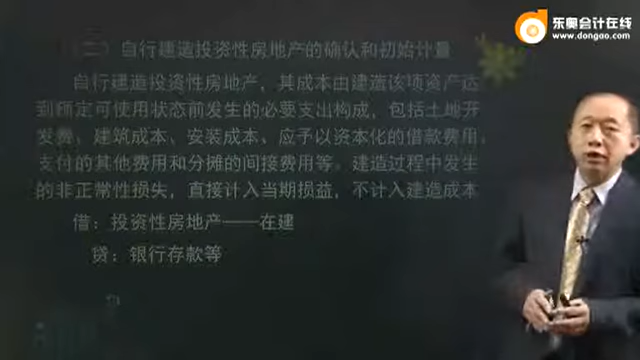 东奥会计在线
www.dongao.com
(二)自行建造投资性房地产的确认和初始计量
自行建造投资性房地产,其成本由建造该项资产达
到预定可使用状态前发生的必要支出构成,包括土地开
发费、建筑成本、安装成本、应予以资本化的借款费用、
支付的其他费用和分摊的间接费用等。建造过程中发生
的非正常性损失,直接计入当期损益,不计入建造成本
借:投资性房地产——在建
贷:银行存款等